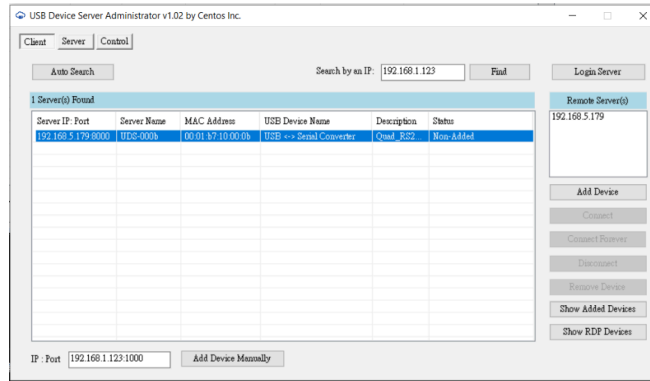 USB Device Server Administrator v1.02 by Centos Inc.
Client Server Control
Auto Search Search by an IP: 192.168.1.123 Find Login Server
1 Server(s) Found Remote Server(s)
Server IP: Port Server Name MAC Address USB Device Name Description Status
192.168.5.179:8000 UDS-000b 00:01:b7:10:00:0b USB <-> Serial Converter Quad_RS2... Non-Added
192.168.5.179
Add Device
Connect
Connect Forever
Disconnect
Remove Device
Show Added Devices
Show RDP Devices
IP : Port 192.168.1.123:1000 Add Device Manually